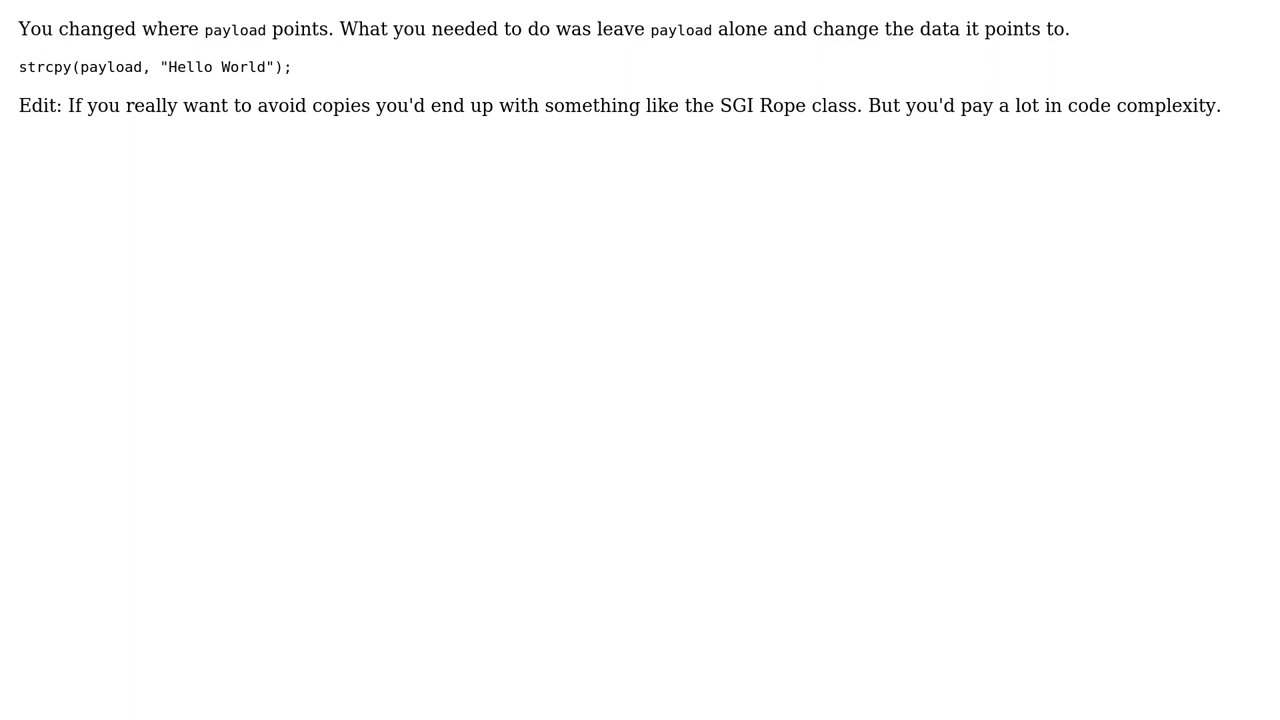 You changed where payload points. What you needed to do was leave payload alone and change the data it points to.
strcpy(payload, "Hello World");
Edit: If you really want to avoid copies you'd end up with something like the SGI Rope class. But you'd pay a lot in code complexity.